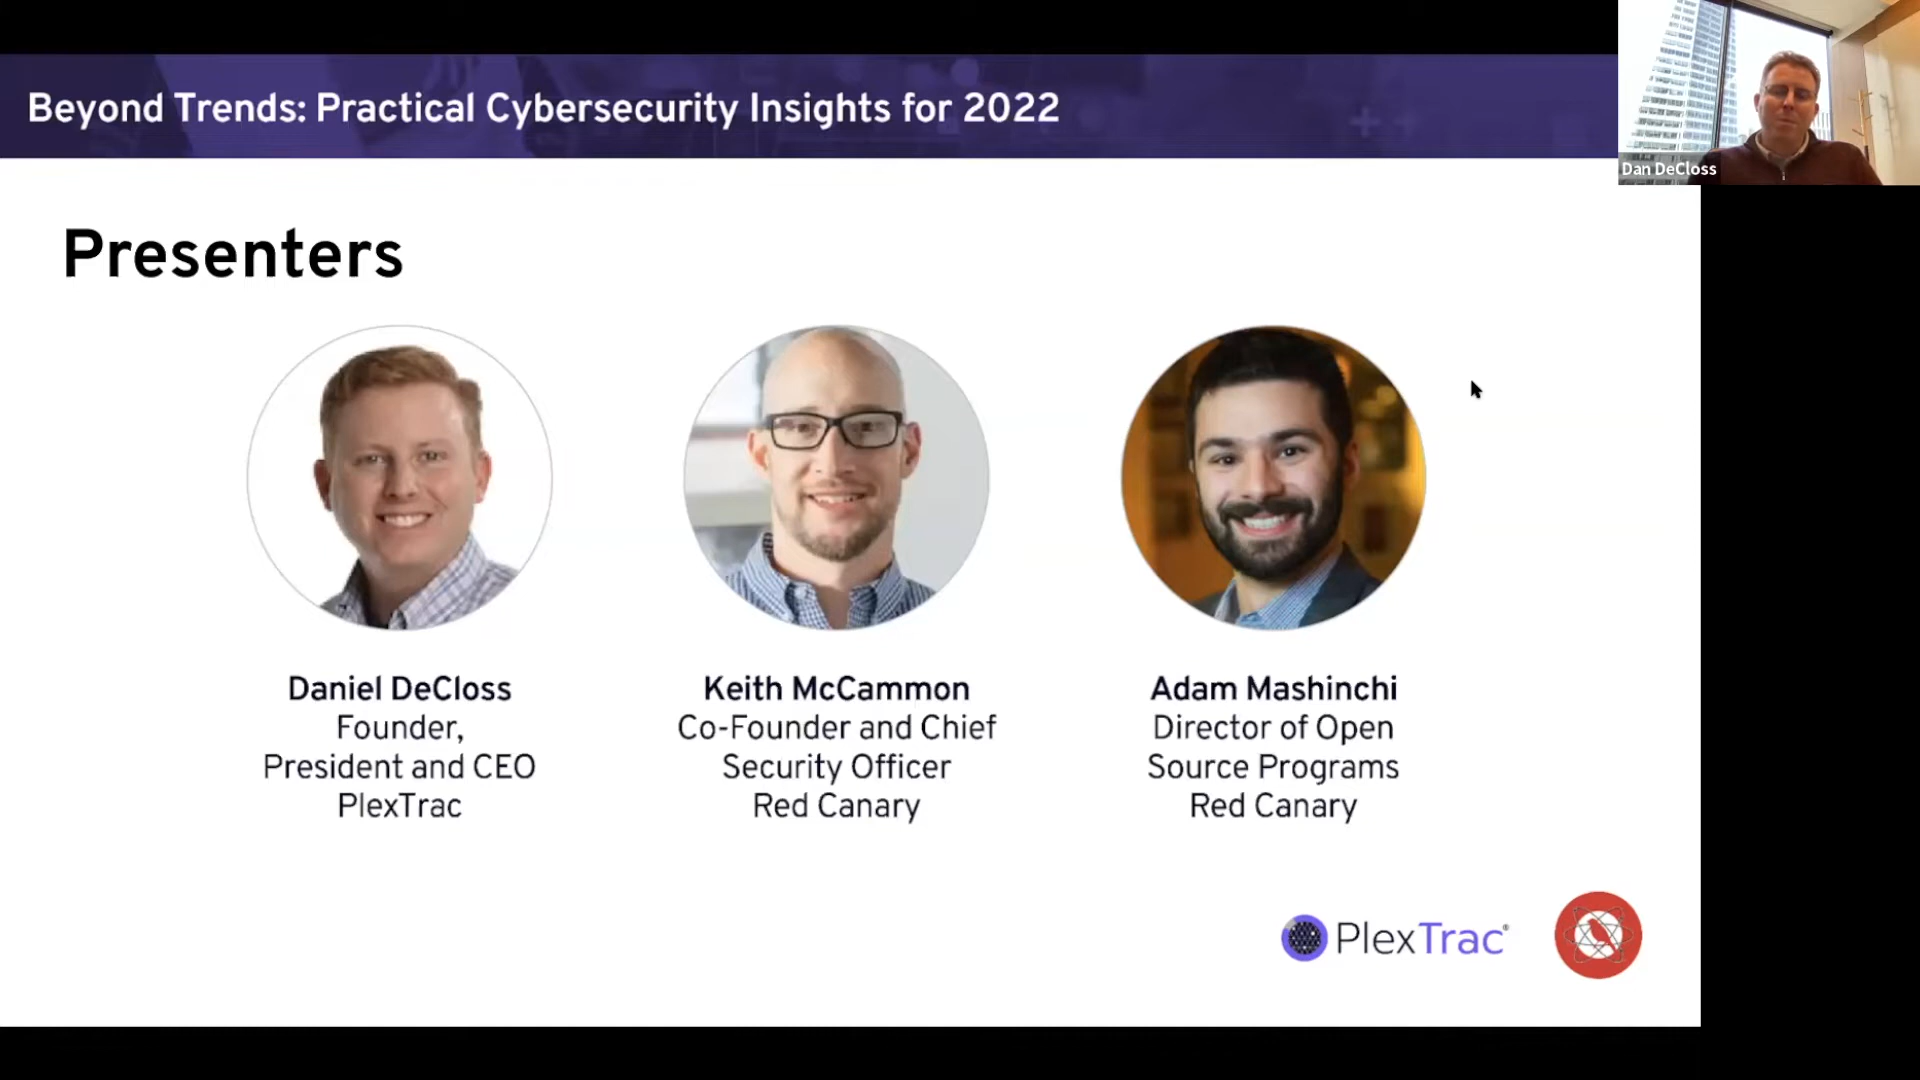 Beyond Trends: Practical Cybersecurity Insights for 2022
Dan DeCloss
Presenters
Daniel DeCloss
Founder,
President and CEO
PlexTrac
Keith McCammon
Co-Founder and Chief
Security Officer
Red Canary
Adam Mashinchi
Director of Open
Source Programs
Red Canary
PlexTrac®